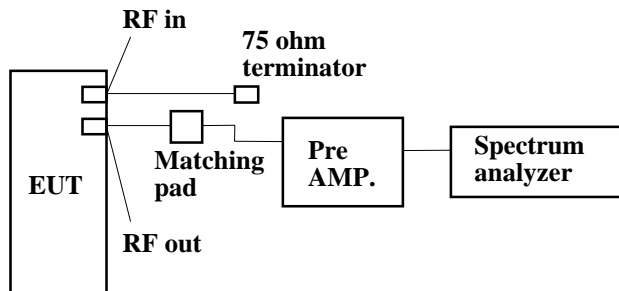 RF in
75 ohm
terminator
Matching
pad
Pre
AMP.
Spectrum
analyzer
EUT
RF out